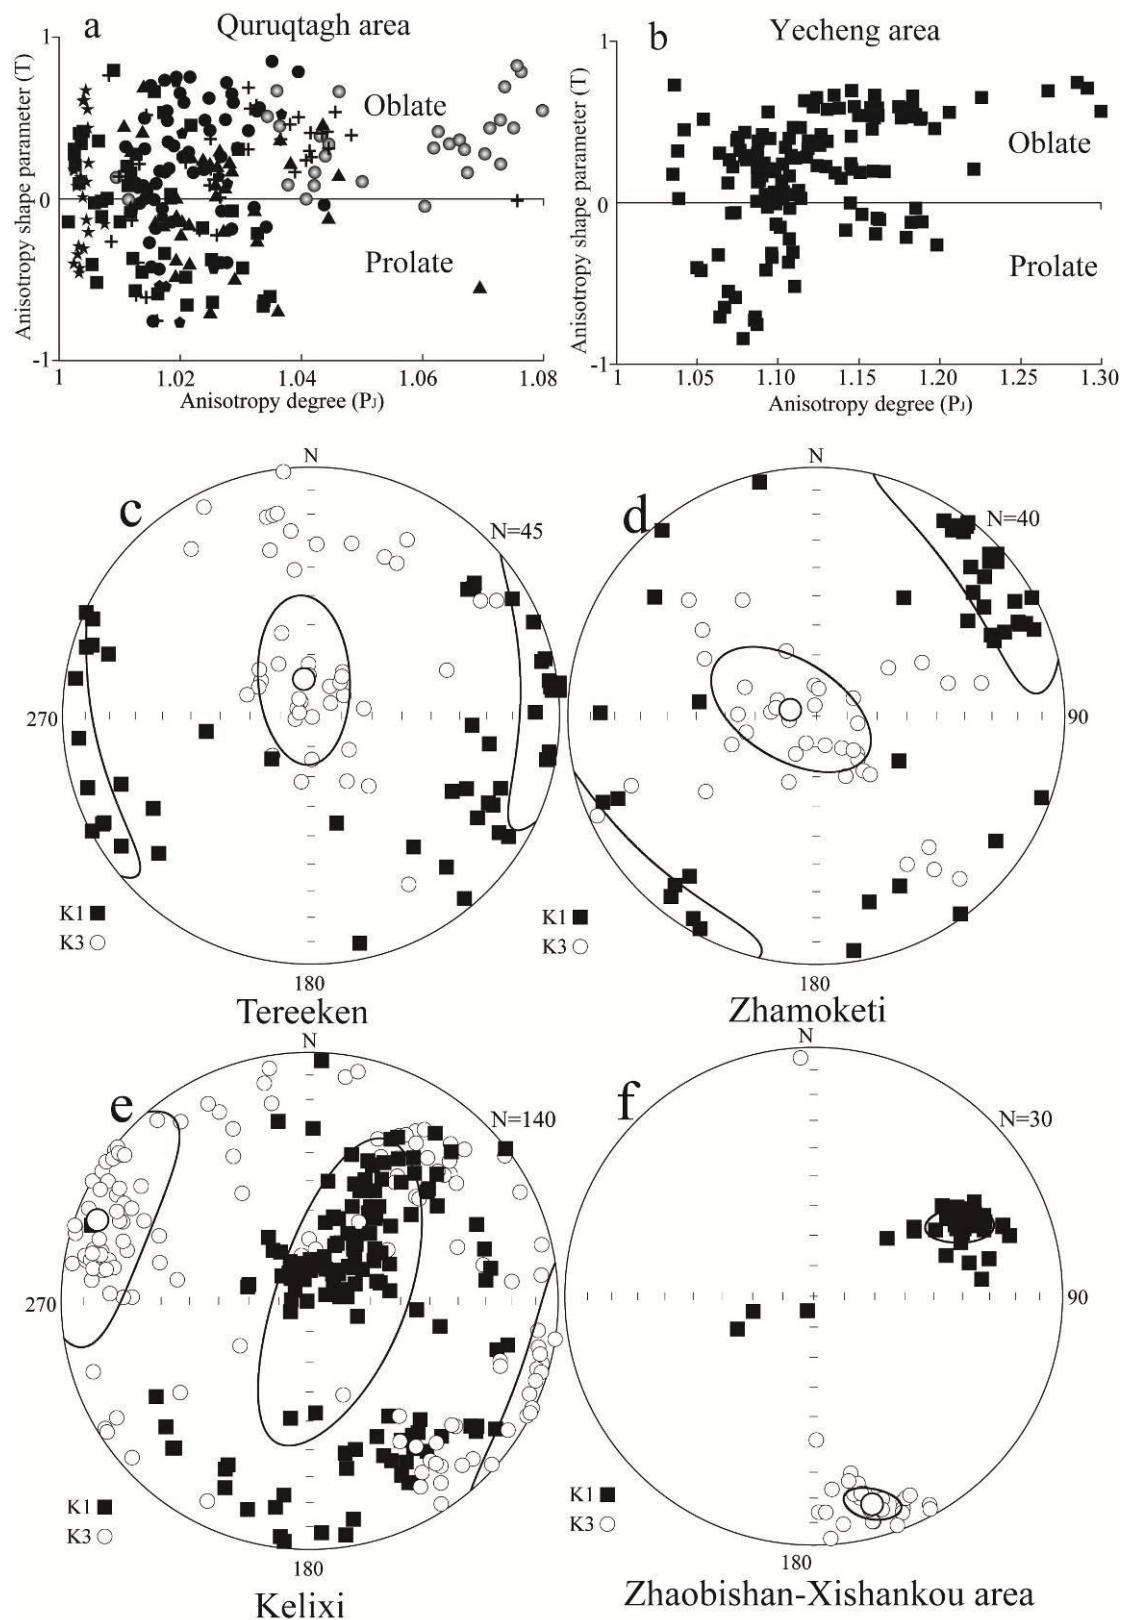 a Quruqtagh area
1
0
-1
Anisotropy shape parameter (T)
Oblate
Prolate
1 1.02 1.04 1.06 1.08
Anisotropy degree (PJ)
b Yecheng area
1
0
-1
Anisotropy shape parameter (T)
Oblate
Prolate
1 1.05 1.10 1.15 1.20 1.25 1.30
Anisotropy degree (PJ)
c
N
N=45
270
K1
K3
180
Tereeken
d
N
N=40
90
K1
K3
180
Zhamoketi
e
N
N=140
270
K1
K3
180
Kelixi
f
N
N=30
90
K1
K3
180
Zhaobishan-Xishankou area